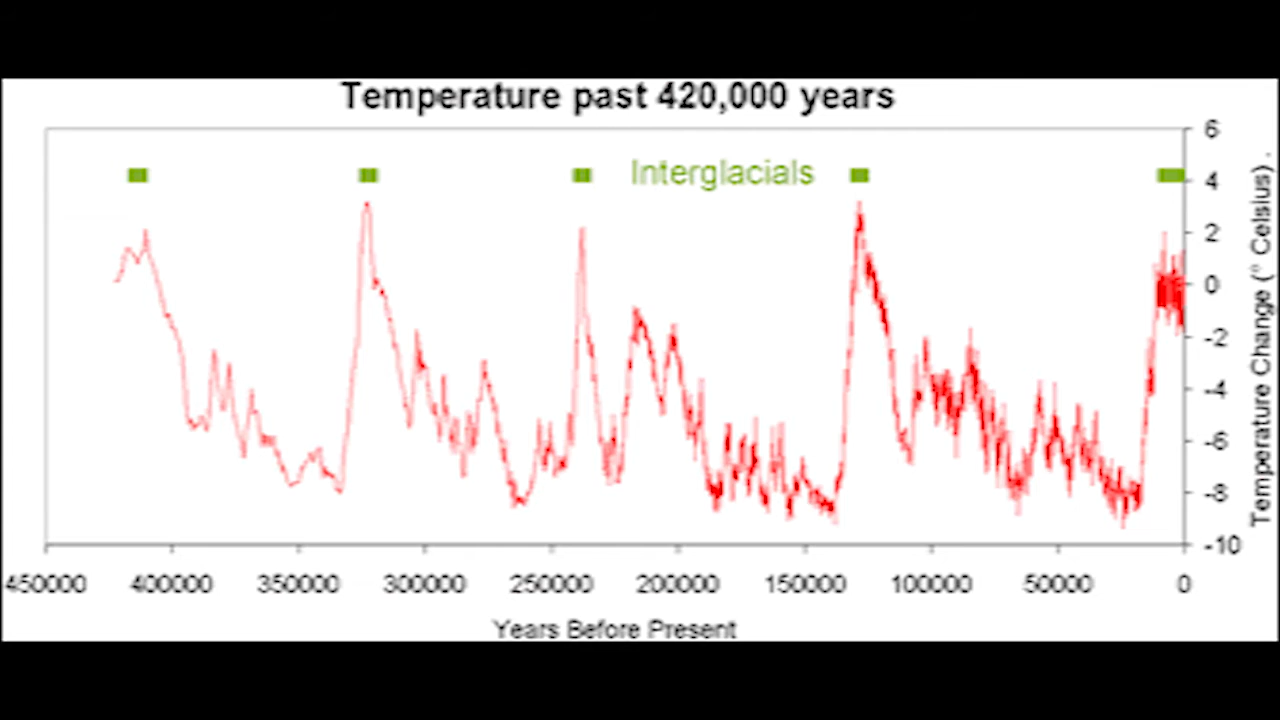 Temperature past 420,000 years
Interglacials
6
4
2
0
-2
-4
-6
-8
-10
Temperature Change (° Celsius) .
450000 400000 350000 300000 250000 200000 150000 100000 50000 0
Years Before Present